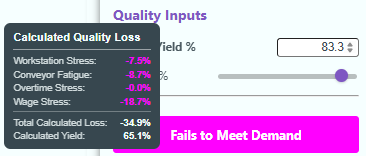 Quality Inputs
Calculated Quality Loss
Workstation Stress: -7.5%
Conveyor Fatigue: -8.7%
Overtime Stress: -0.0%
Wage Stress: -18.7%
Total Calculated Loss: -34.9%
Calculated Yield: 65.1%
Yield % 83.3
%
Fails to Meet Demand